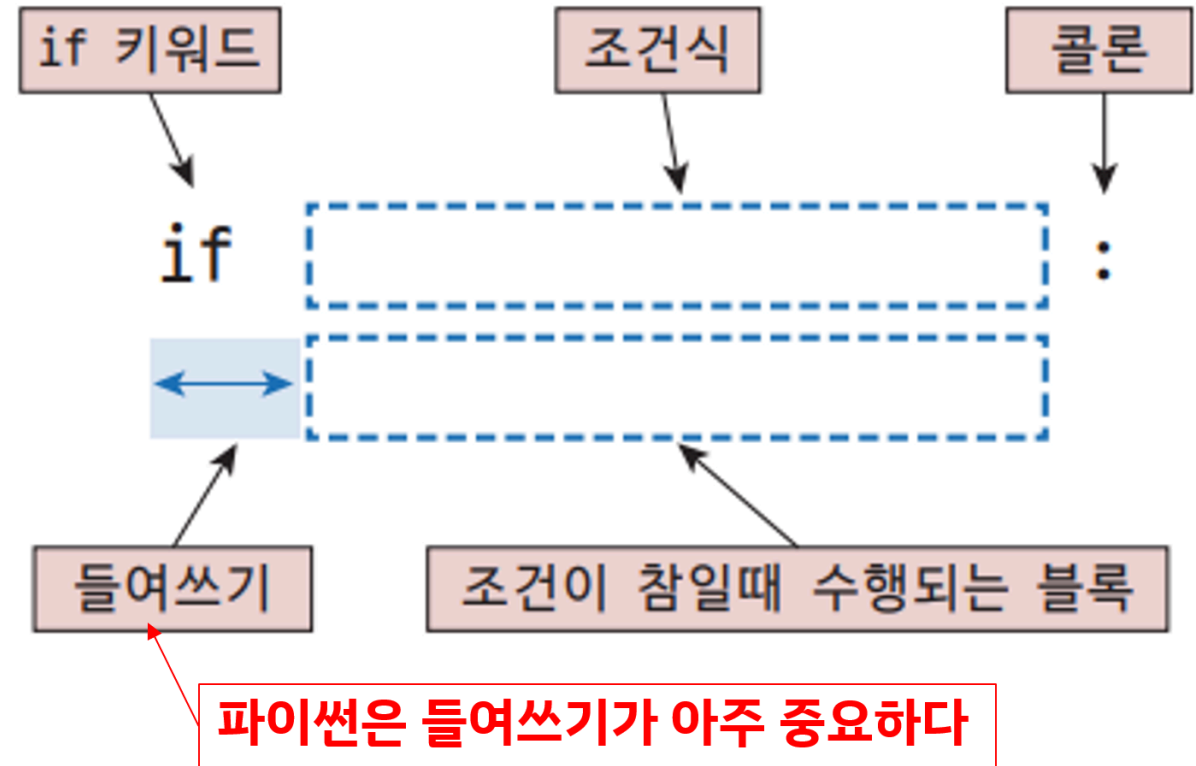 if 키워드
조건식
콜론
if
:
들여쓰기
조건이 참일때 수행되는 블록
파이썬은 들여쓰기가 아주 중요하다